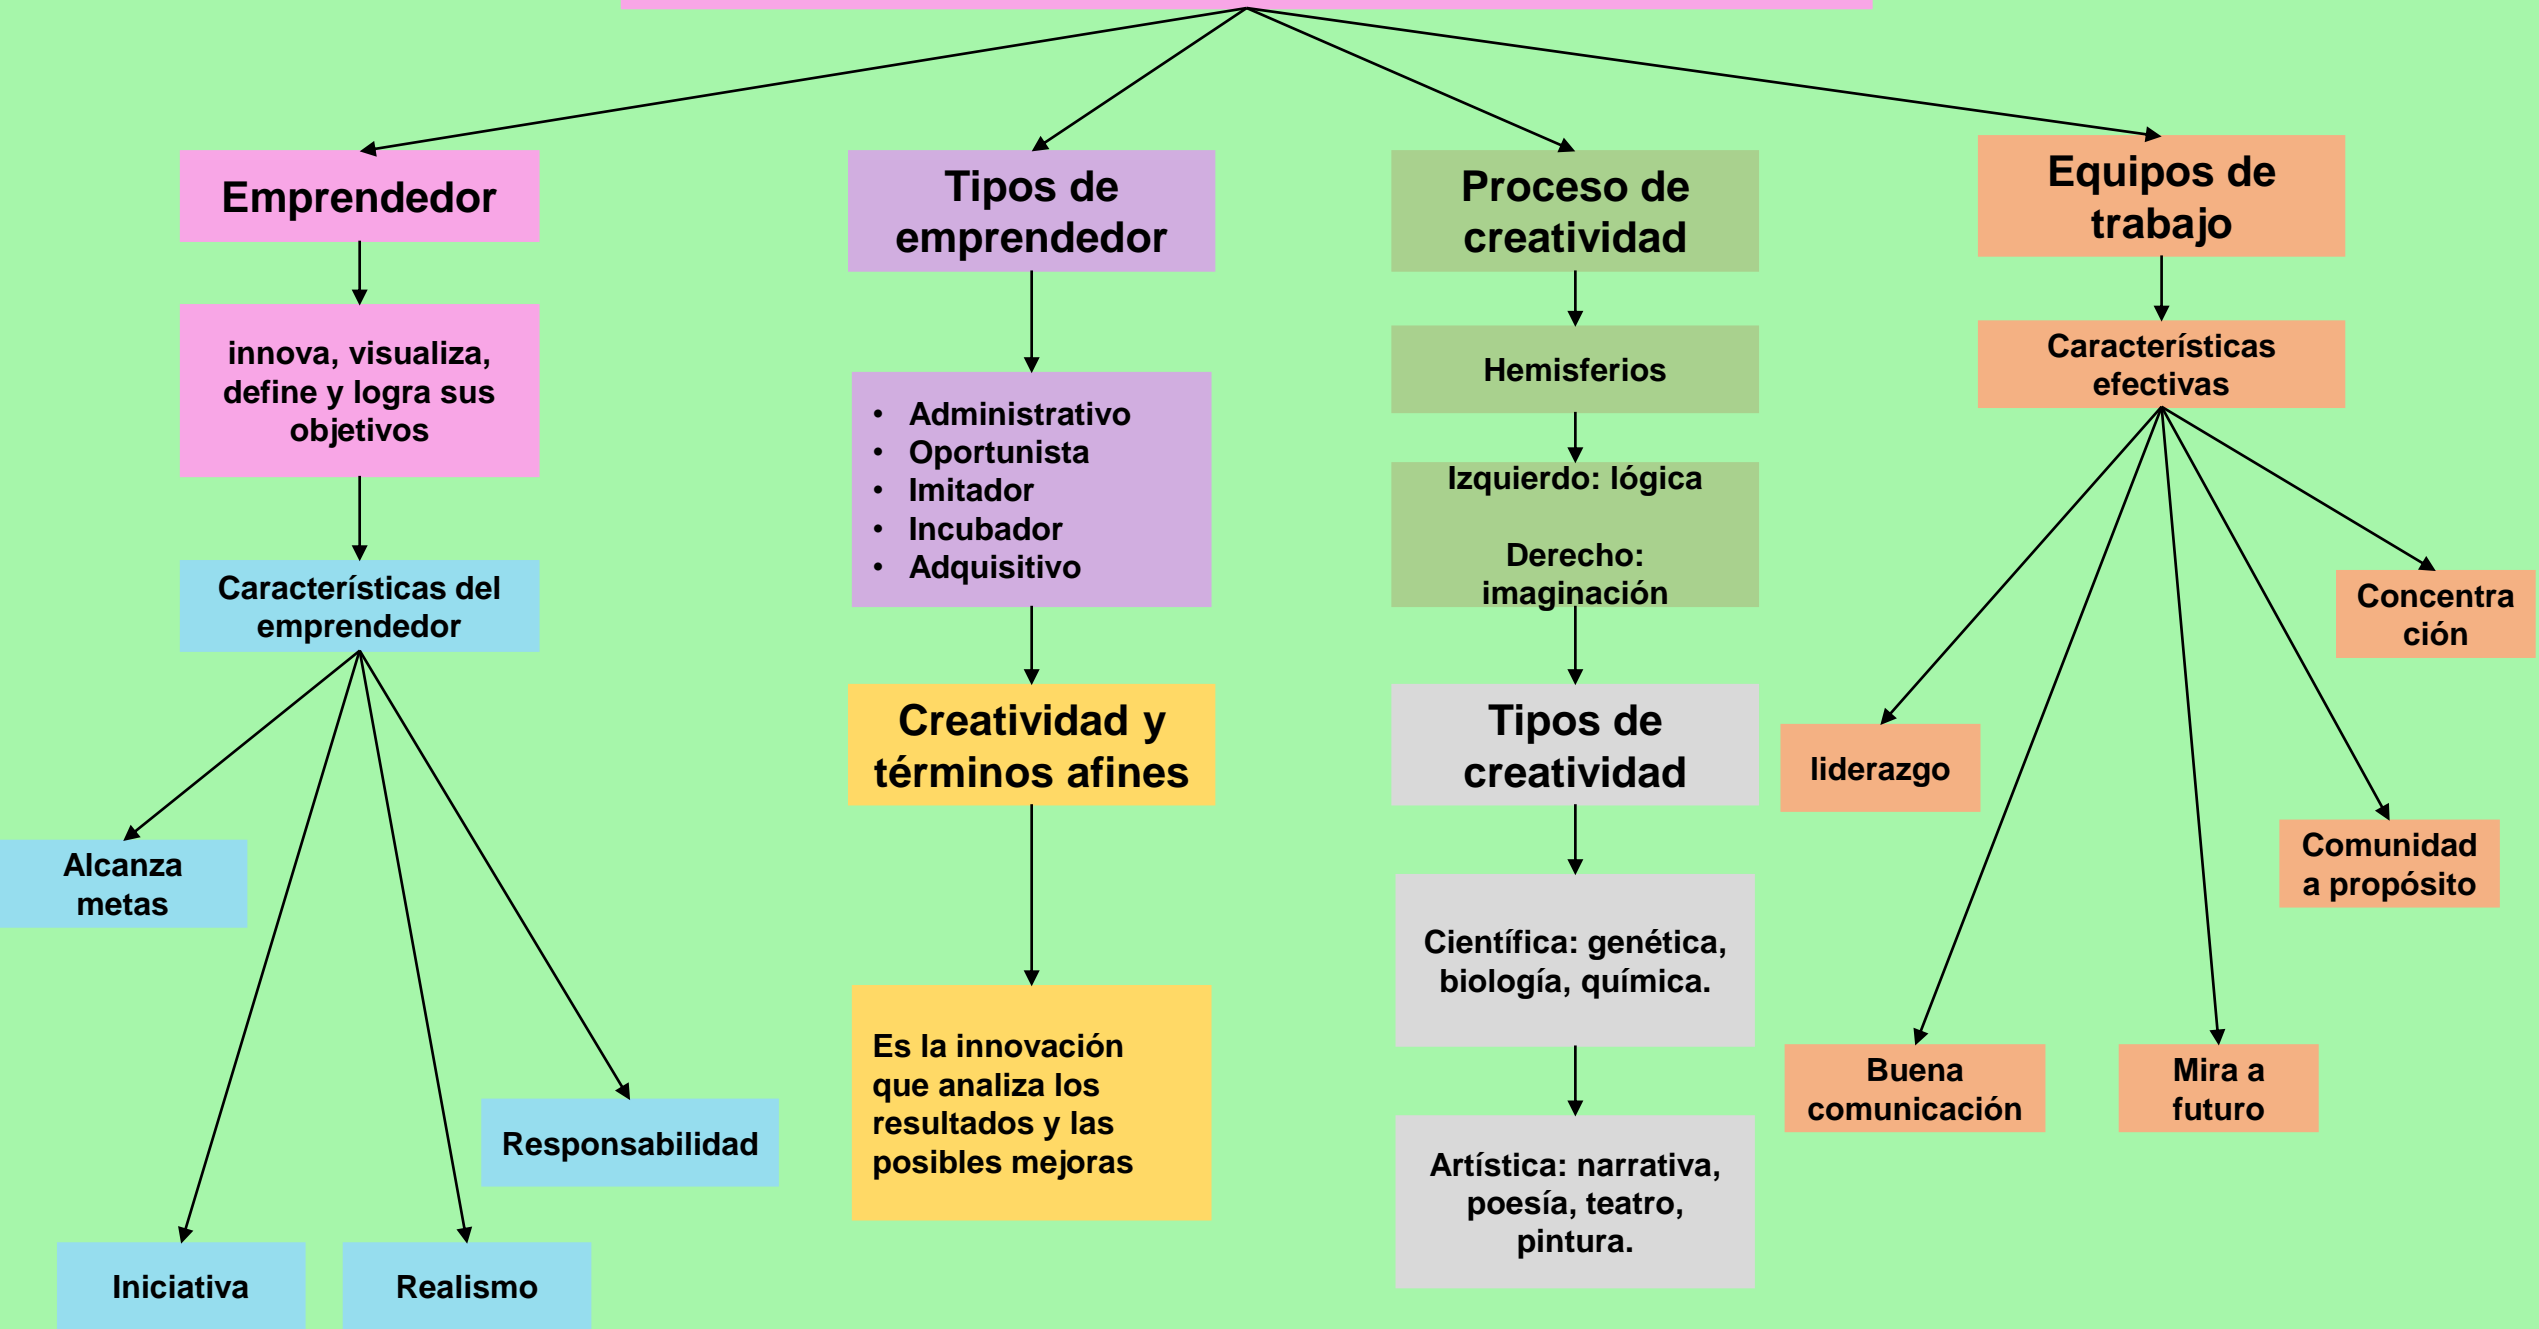 Emprendedor
innova, visualiza,
define y logra sus
objetivos
Características del
emprendedor
Alcanza
metas
Iniciativa
Realismo
Responsabilidad
Tipos de
emprendedor
• Administrativo
• Oportunista
• Imitador
• Incubador
• Adquisitivo
Creatividad y
términos afines
Es la innovación
que analiza los
resultados y las
posibles mejoras
Proceso de
creatividad
Hemisferios
Izquierdo: lógica
Derecho:
imaginación
Tipos de
creatividad
Científica: genética,
biología, química.
Artística: narrativa,
poesía, teatro,
pintura.
Equipos de
trabajo
Características
efectivas
liderazgo
Buena
comunicación
Mira a
futuro
Comunidad
a propósito
Concentra
ción